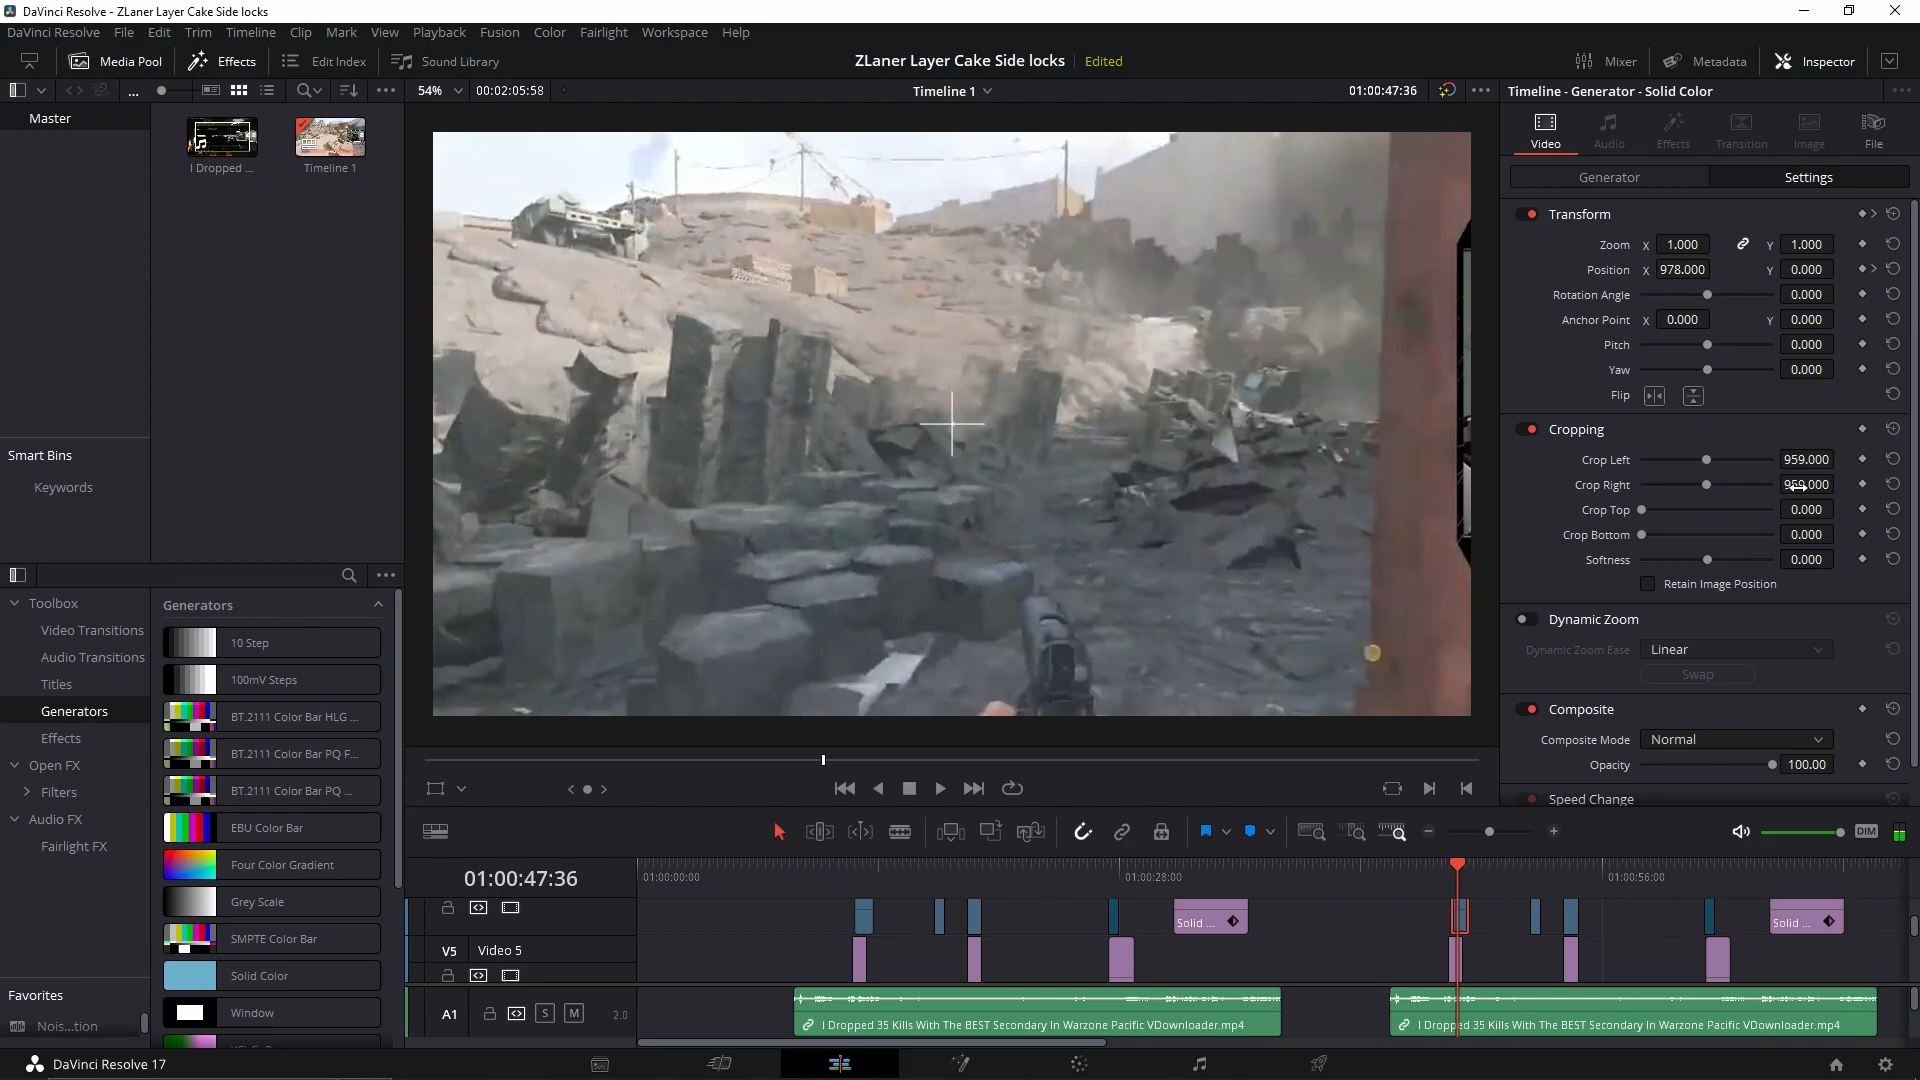 DaVinci Resolve - ZLaner Layer Cake Side locks
DaVinci Resolve File Edit Trim Timeline Clip Mark View Playback Fusion Color Fairlight Workspace Help
Media Pool Effects Edit Index Sound Library ZLaner Layer Cake Side locks Edited Mixer Metadata Inspector
... 54% 00:02:05:58 Timeline 1 01:00:47:36 Timeline - Generator - Solid Color
Master
I Dropped ... Timeline 1
Video Audio Effects Transition Image File
Generator Settings
Transform
Zoom X 1.000 Y 1.000
Position X 978.000 Y 0.000
Rotation Angle 0.000
Anchor Point X 0.000 Y 0.000
Pitch 0.000
Yaw 0.000
Flip
Cropping
Crop Left 959.000
Crop Right 959.000
Crop Top 0.000
Crop Bottom 0.000
Softness 0.000
Retain Image Position
Dynamic Zoom
Dynamic Zoom Ease Linear
Swap
Composite
Composite Mode Normal
Opacity 100.00
Speed Change
Smart Bins
Keywords
Toolbox
Video Transitions
Audio Transitions
Titles
Generators
Effects
Open FX
Filters
Audio FX
Fairlight FX
Favorites
Nois...tion
Generators
10 Step
100mV Steps
BT.2111 Color Bar HLG ...
BT.2111 Color Bar PQ F...
BT.2111 Color Bar PQ ...
EBU Color Bar
Four Color Gradient
Grey Scale
SMPTE Color Bar
Solid Color
Window
DIM
01:00:47:36 01:00:00:00 01:00:28:00 01:00:56:00
Solid ... Solid ...
V5 Video 5
A1 S M 2.0
I Dropped 35 Kills With The BEST Secondary In Warzone Pacific VDownloader.mp4 I Dropped 35 Kills With The BEST Secondary In Warzone Pacific VDownloader.mp4
DaVinci Resolve 17